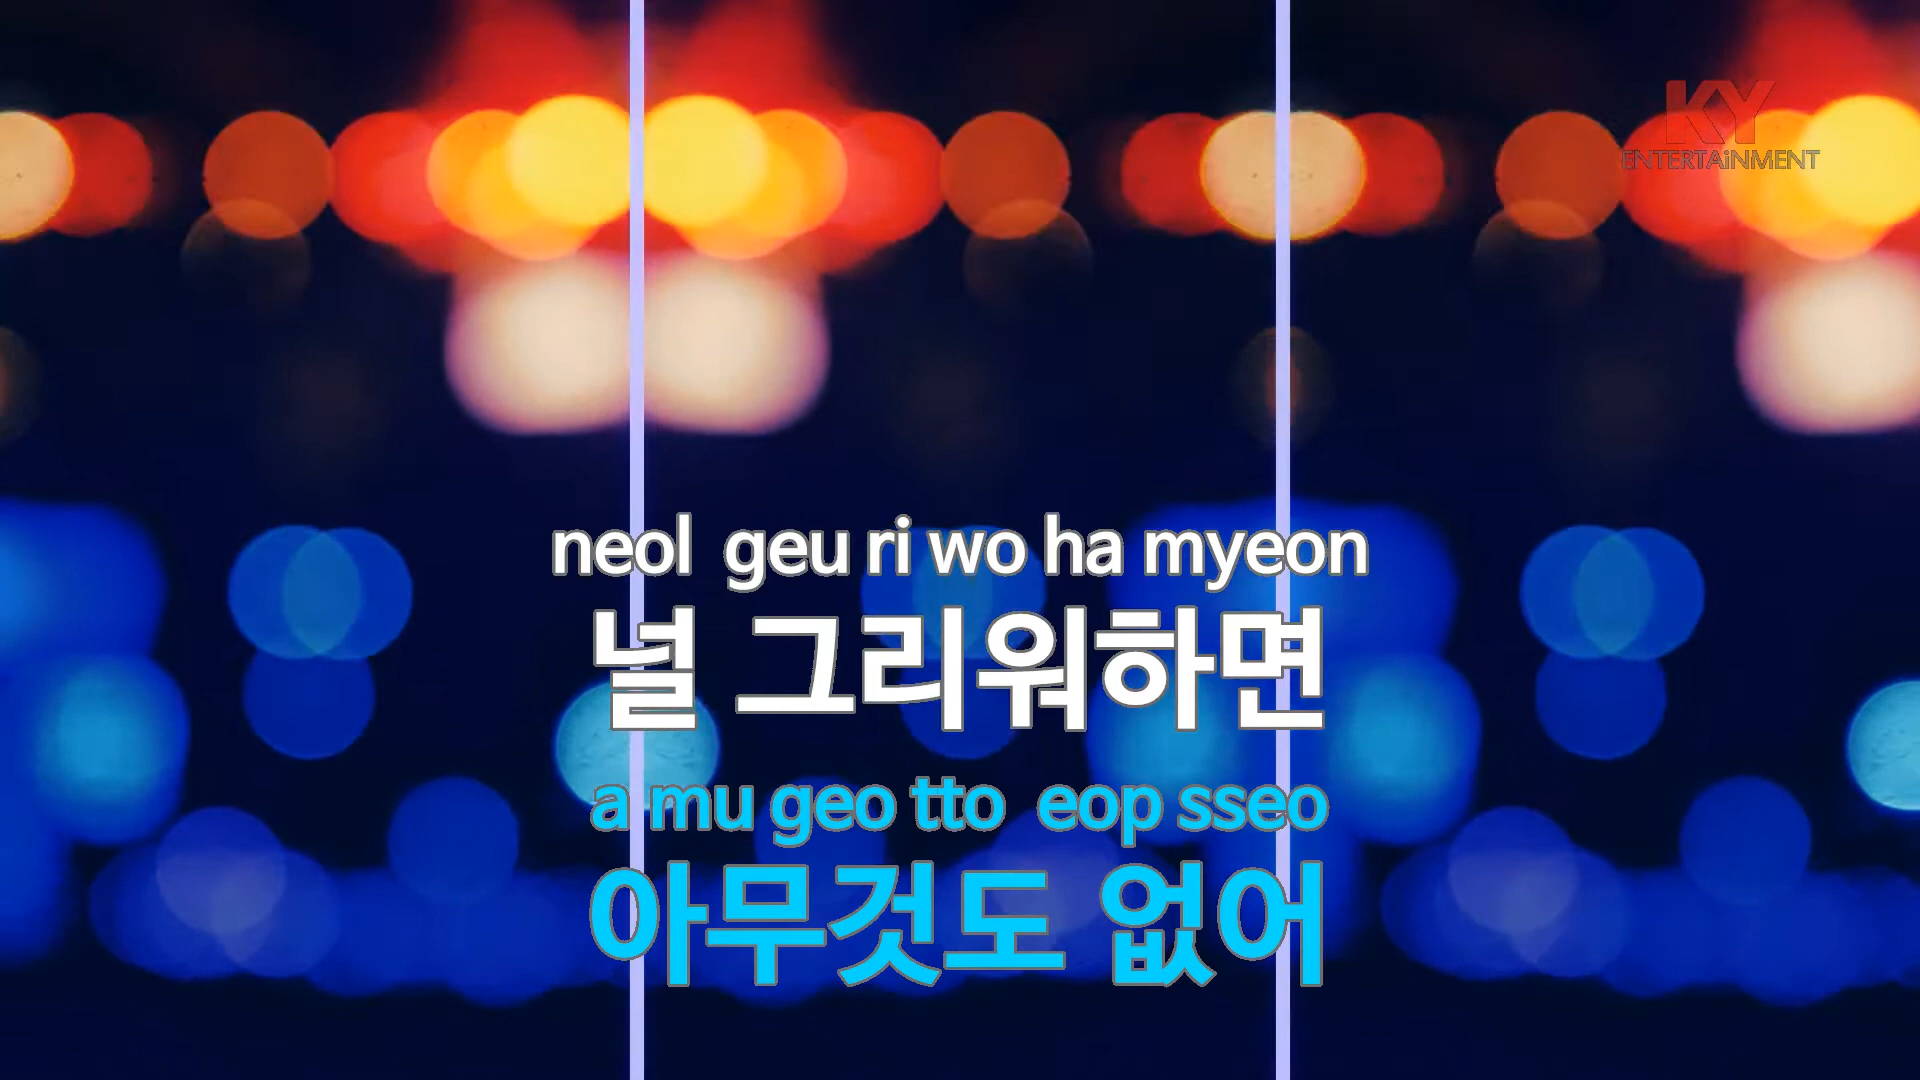 KY
ENTERTAiNMENT
neol geu ri wo ha myeon
널 그리워하면
a mu geo tto eop sseo
아무것도 없어